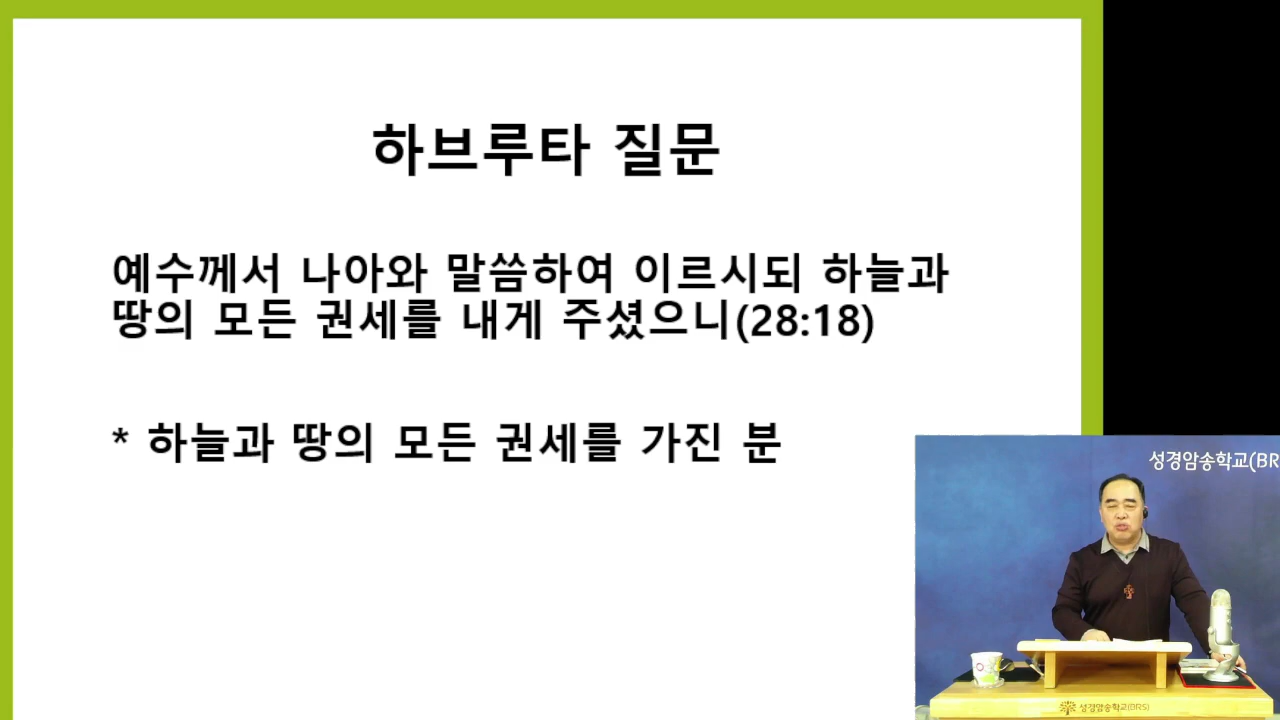 하브루타 질문
예수께서 나아와 말씀하여 이르시되 하늘과
땅의 모든 권세를 내게 주셨으니(28:18)
* 하늘과 땅의 모든 권세를 가진 분
성경암송학교(BR
성경암송학교(BRS)